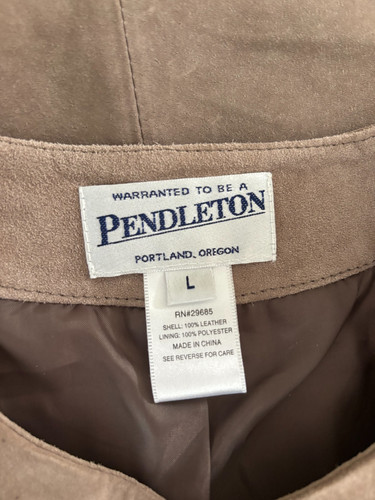 WARRANTED TO BE A
PENDLETON
PORTLAND, OREGON
L
RN#29685
SHELL: 100% LEATHER
LINING: 100% POLYESTER
MADE IN CHINA
SEE REVERSE FOR CARE